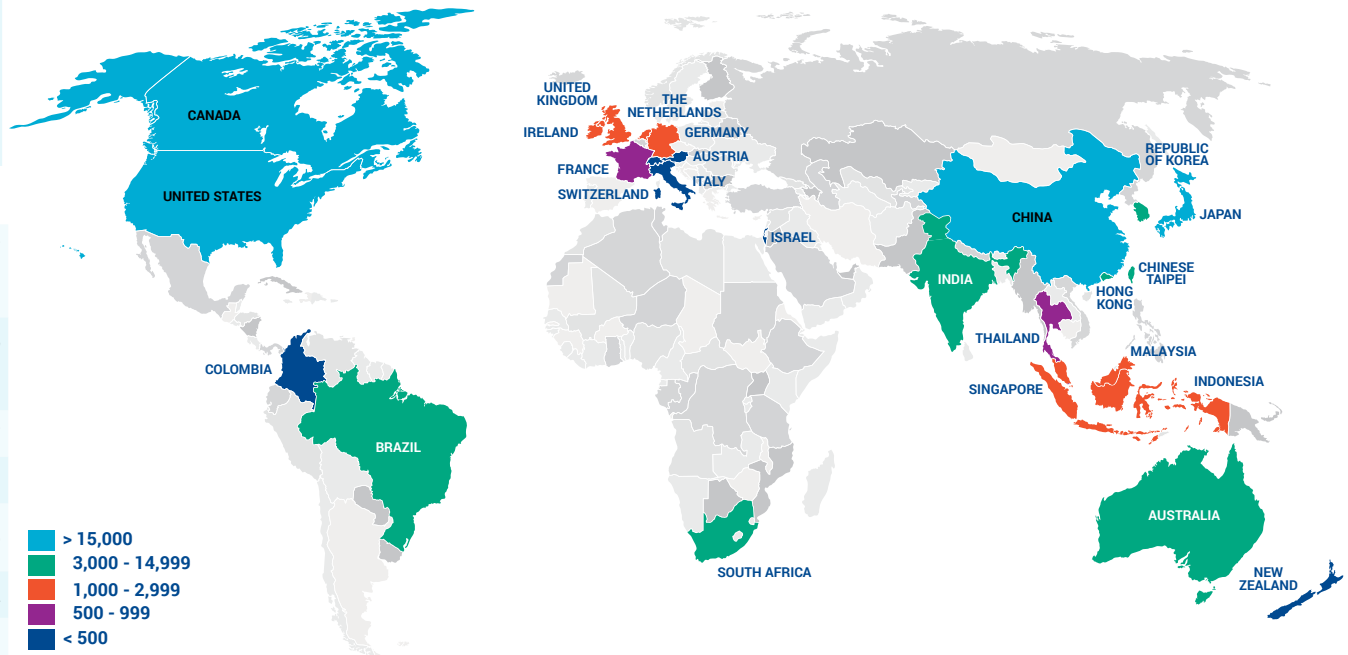 CANADA
UNITED STATES
COLOMBIA
BRAZIL
UNITED
KINGDOM
THE
NETHERLANDS
IRELAND
GERMANY
AUSTRIA
FRANCE
ITALY
SWITZERLAND
ISRAEL
SOUTH AFRICA
REPUBLIC
OF KOREA
CHINA
JAPAN
INDIA
CHINESE
TAIPEI
HONG
KONG
THAILAND
MALAYSIA
SINGAPORE
INDONESIA
AUSTRALIA
NEW
ZEALAND
> 15,000
3,000 - 14,999
1,000 - 2,999
500 - 999
< 500